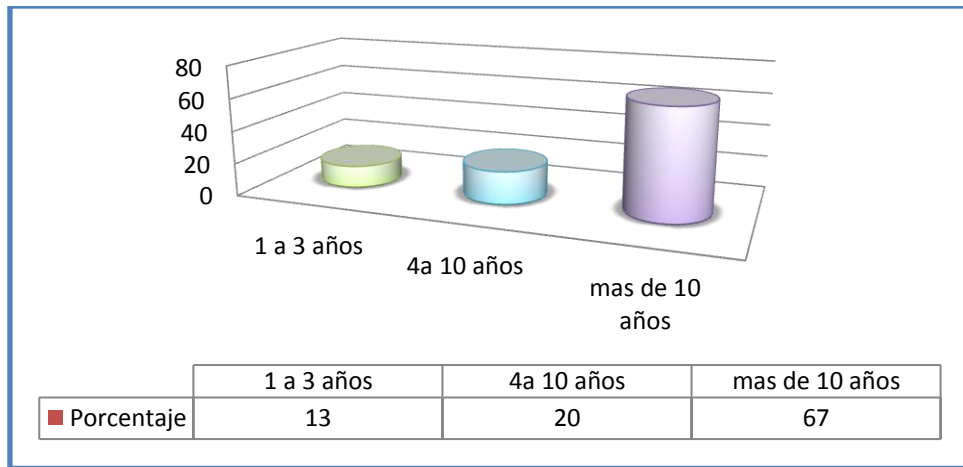 80
60
40
20
0
1 a 3 años
4a 10 años
mas de 10
años
1 a 3 años 4a 10 años mas de 10 años
Porcentaje 13 20 67